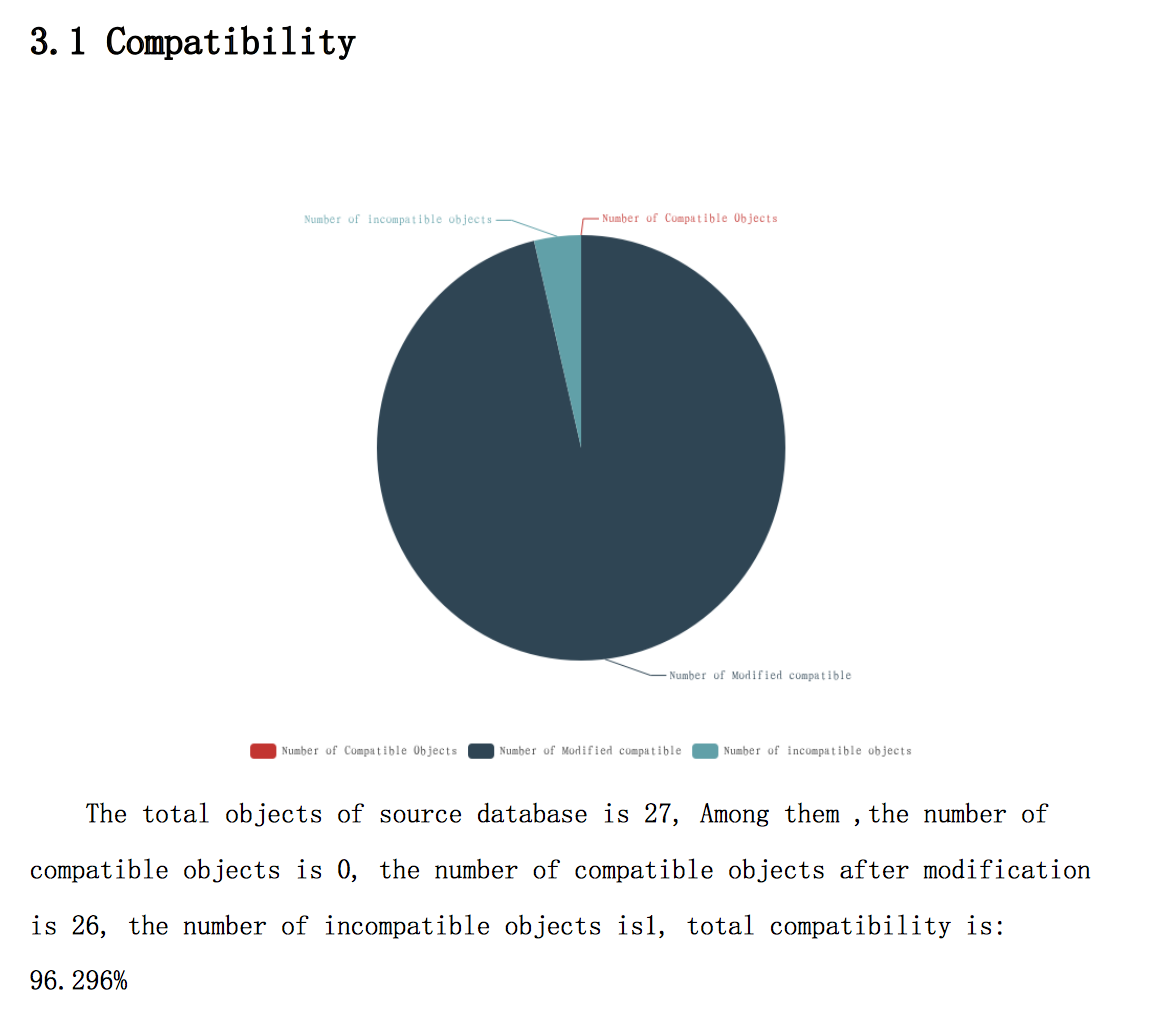 3.1 Compatibility
Number of incompatible objects
Number of Compatible Objects
Number of Modified compatible
Number of Compatible Objects
Number of Modified compatible
Number of incompatible objects
The total objects of source database is 27, Among them ,the number of
compatible objects is 0, the number of compatible objects after modification
is 26, the number of incompatible objects is1, total compatibility is:
96.296%